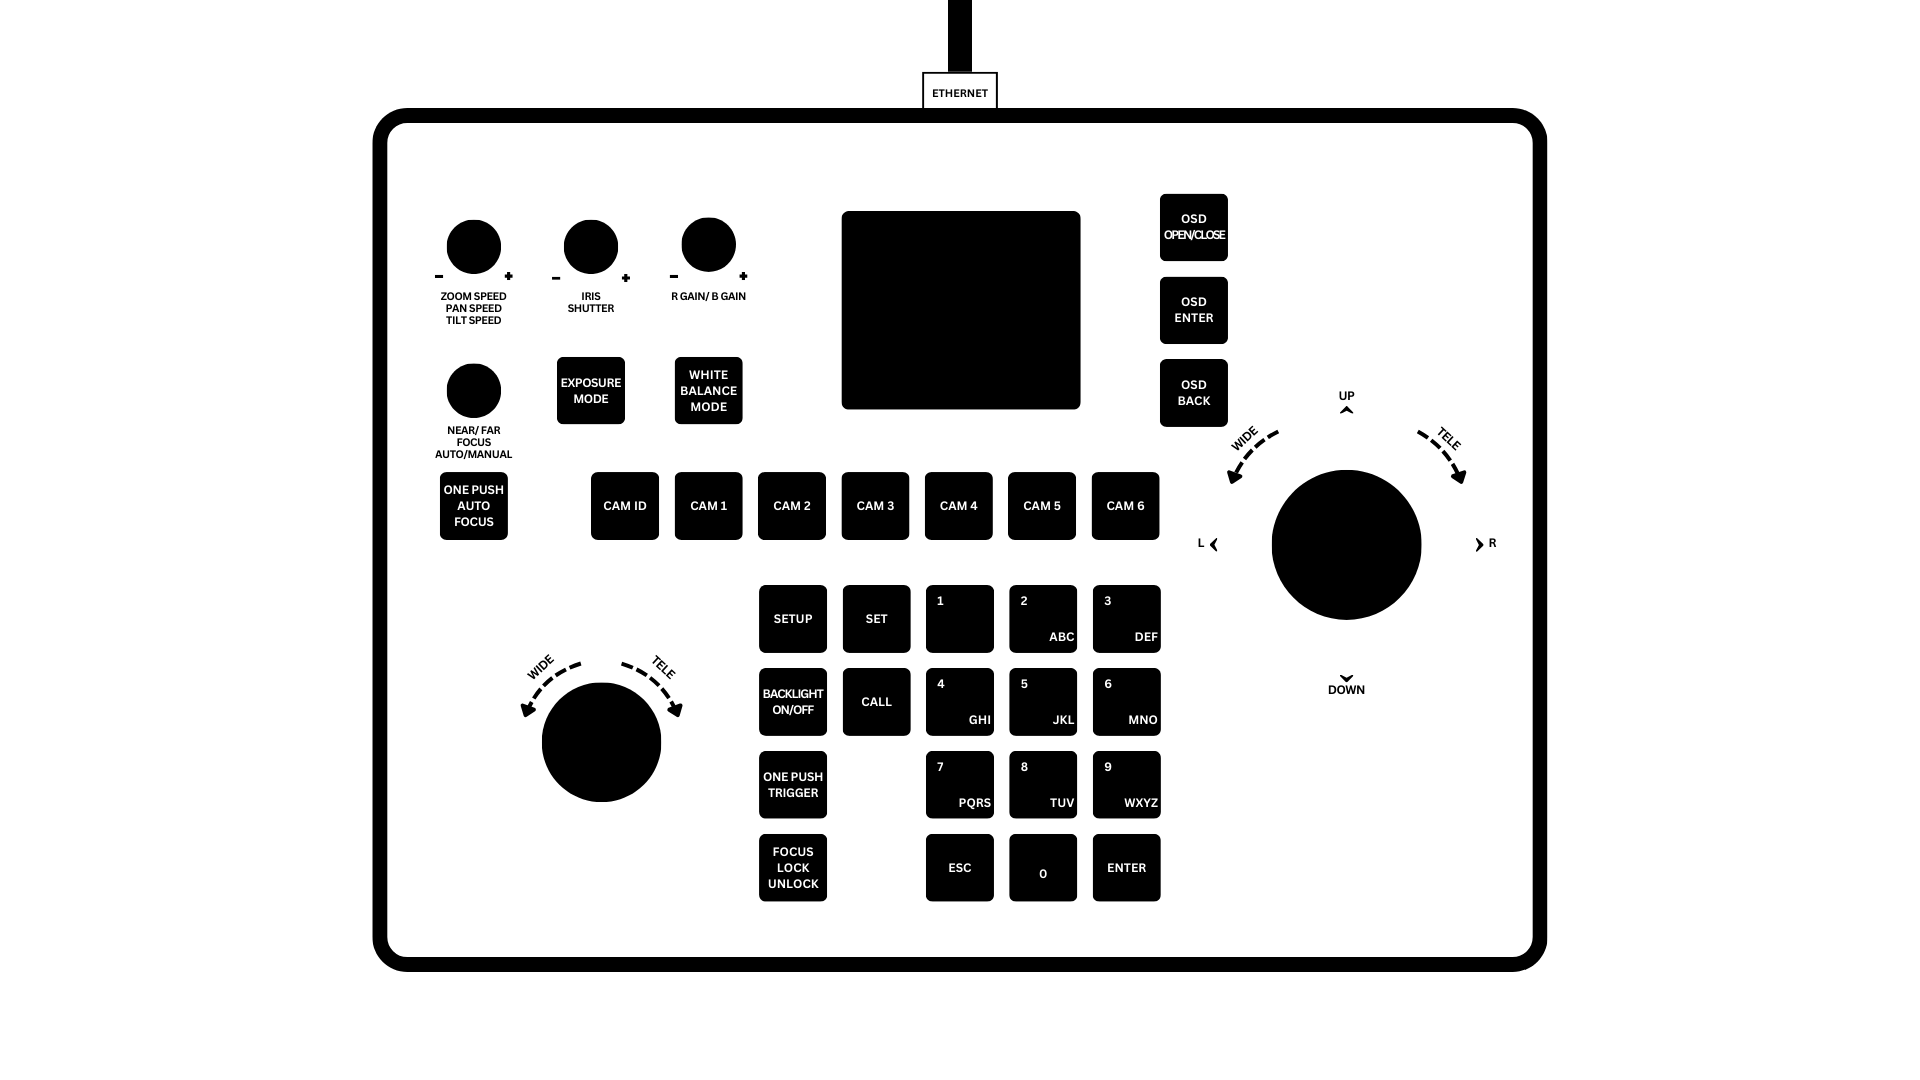 ETHERNET
- +
ZOOM SPEED
PAN SPEED
TILT SPEED
- +
IRIS
SHUTTER
- +
R GAIN/ B GAIN
OSD
OPEN/CLOSE
OSD
ENTER
OSD
BACK
NEAR/ FAR
FOCUS
AUTO/MANUAL
EXPOSURE
MODE
WHITE
BALANCE
MODE
ONE PUSH
AUTO
FOCUS
CAM ID
CAM 1
CAM 2
CAM 3
CAM 4
CAM 5
CAM 6
UP
WIDE
TELE
L
R
DOWN
WIDE
TELE
SETUP
SET
1
2
ABC
3
DEF
BACKLIGHT
ON/OFF
CALL
4
GHI
5
JKL
6
MNO
ONE PUSH
TRIGGER
7
PQRS
8
TUV
9
WXYZ
FOCUS
LOCK
UNLOCK
ESC
0
ENTER